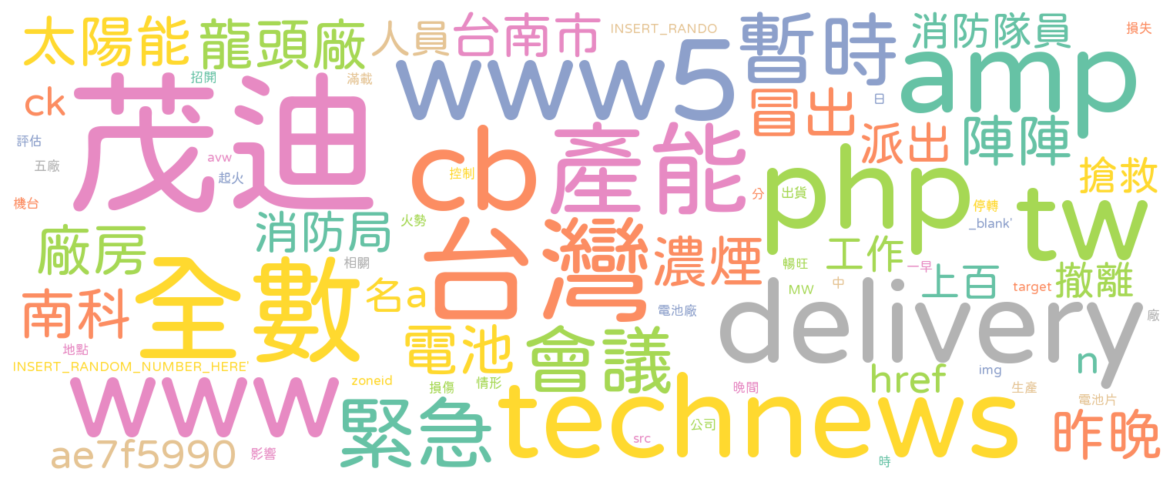 太陽能 龍頭廠 人員 台南市 INSERT_RANDO 暫時 消防隊員 損失
招開 滿載 www5 amp
ck 茂迪 冒出 日
評估 avw cb 產能 派出 陣陣
五廠 起火 控制 php 搶救
機台 分 出貨 tw 停轉
消防局 火勢 台灣 _blank'
廠房 相關 濃煙 工作
全數 暢旺 一早 上百 撤離
南科 名a MW 中 target
電池廠 delivery 廠
地點 電池 會議
INSERT_RANDOM_NUMBER_HERE' n
www zoneid 損傷 情形 href img
緊急 technews 晚間 生產 電池片
公司 昨晚
ae7f5990 影響 src 時